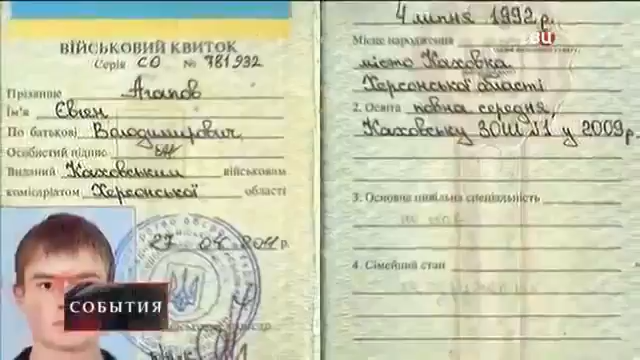 ВІЙСЬКОВИЙ КВИТОК
Серія СО № 781932
Прізвище Агапов
Ім'я Євген
По батькові Володимирович
Особистий підпис
Виданий Каховським військовим
комісаріатом Херсонської області
27 04 2011 р.
СОБЫТИЯ
4 липня 1992 р.
Місце народження
місто Каховка
Херсонської області
2. Освіта повна середня,
Каховську ЗОШ №1 у 2009 р.
3. Основна цивільна спеціальність
4. Сімейний стан